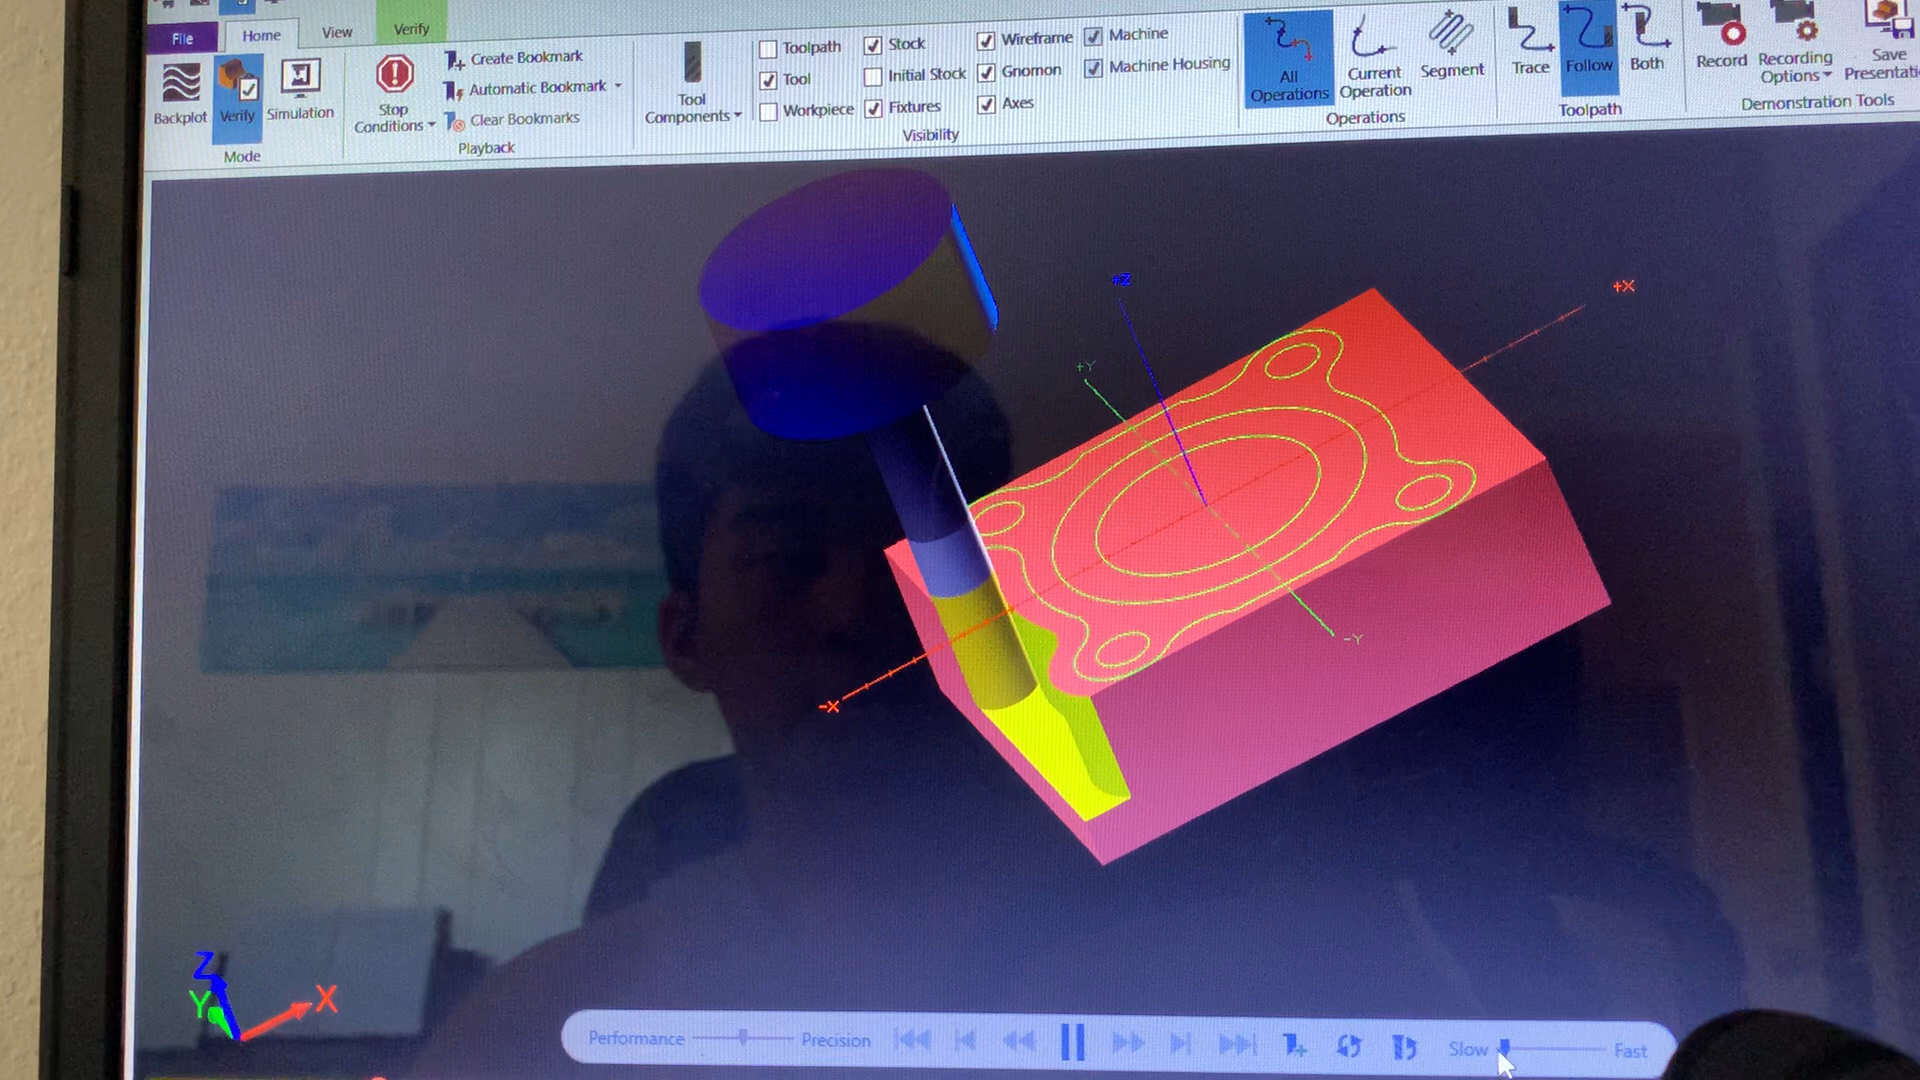 File
Home
View
Verify
Backplot
Verify
Simulation
Mode
Stop
Conditions
Create Bookmark
Automatic Bookmark
Clear Bookmarks
Playback
Tool
Components
Toolpath
Tool
Workpiece
Stock
Initial Stock
Fixtures
Wireframe
Gnomon
Axes
Machine
Machine Housing
Visibility
All
Operations
Current
Operation
Segment
Operations
Trace
Follow
Both
Toolpath
Record
Recording
Options
Save
Presentati
Demonstration Tools
+Z
+X
+Y
-Y
-X
Z
Y
X
Performance
Precision
Slow
Fast